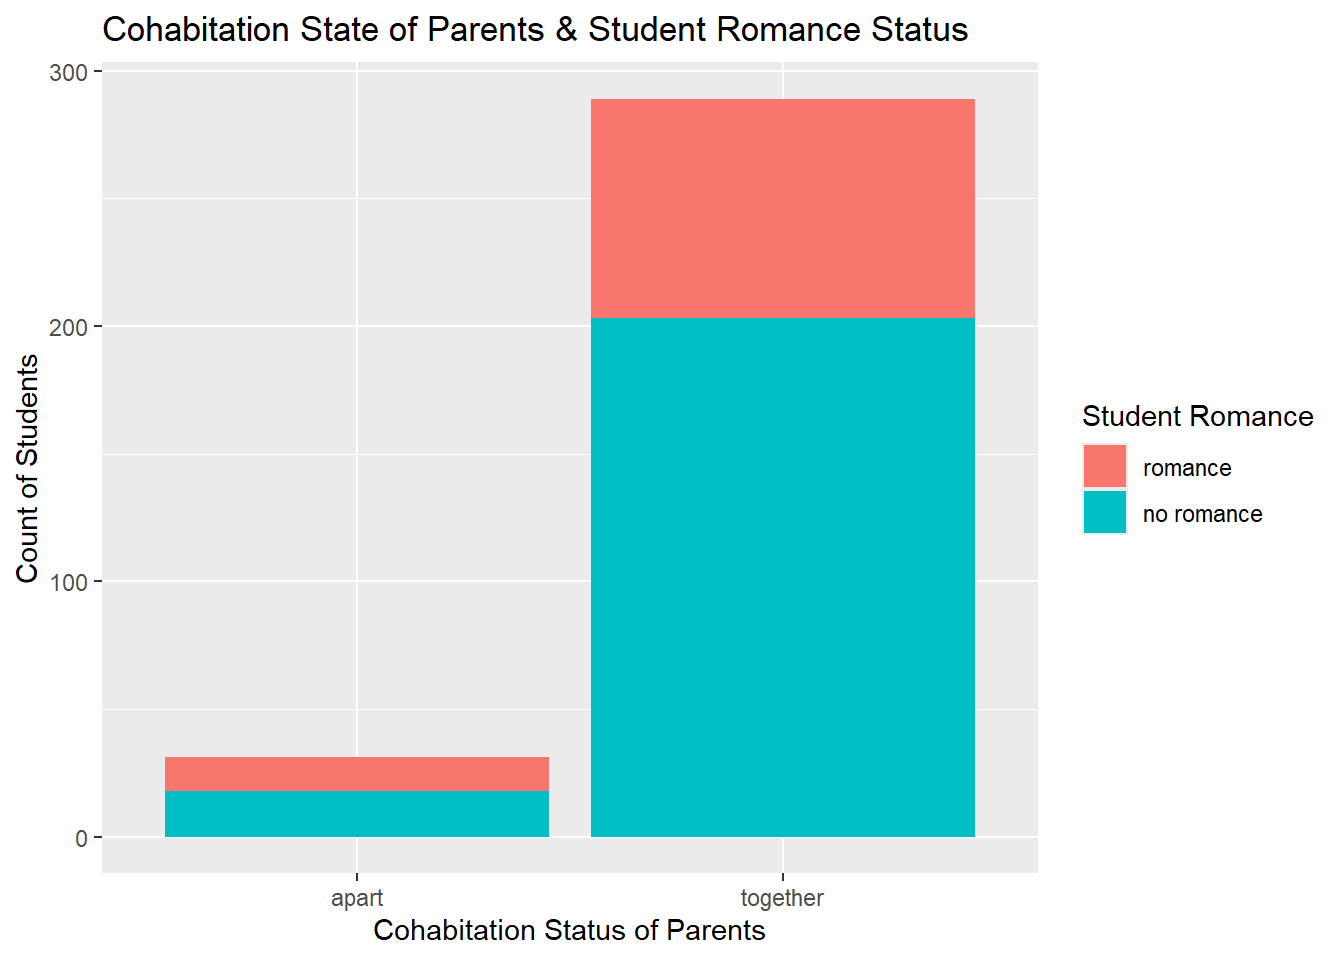 Cohabitation State of Parents & Student Romance Status
300
200
100
0
Count of Students
apart
together
Cohabitation Status of Parents
Student Romance
romance
no romance